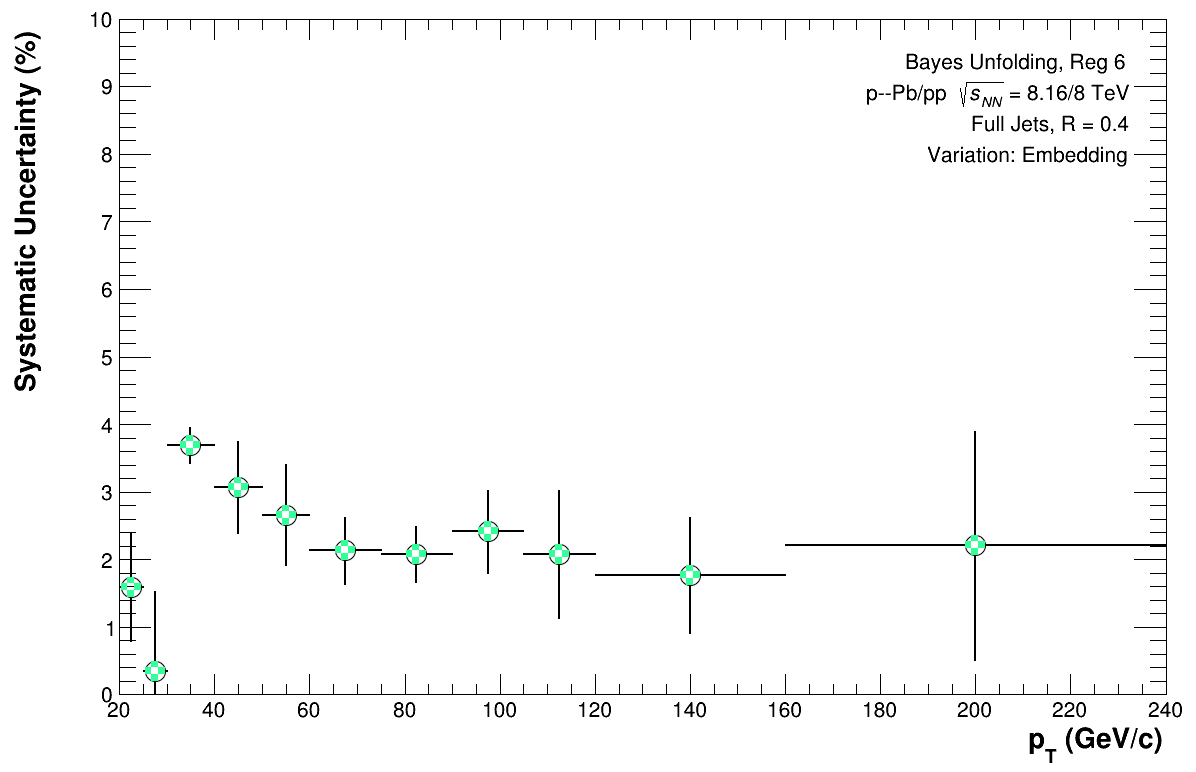 Systematic Uncertainty (%)
10
9
8
7
6
5
4
3
2
1
0
Bayes Unfolding, Reg 6
p--Pb/pp √s_NN = 8.16/8 TeV
Full Jets, R = 0.4
Variation: Embedding
20 40 60 80 100 120 140 160 180 200 220 240
p_T (GeV/c)